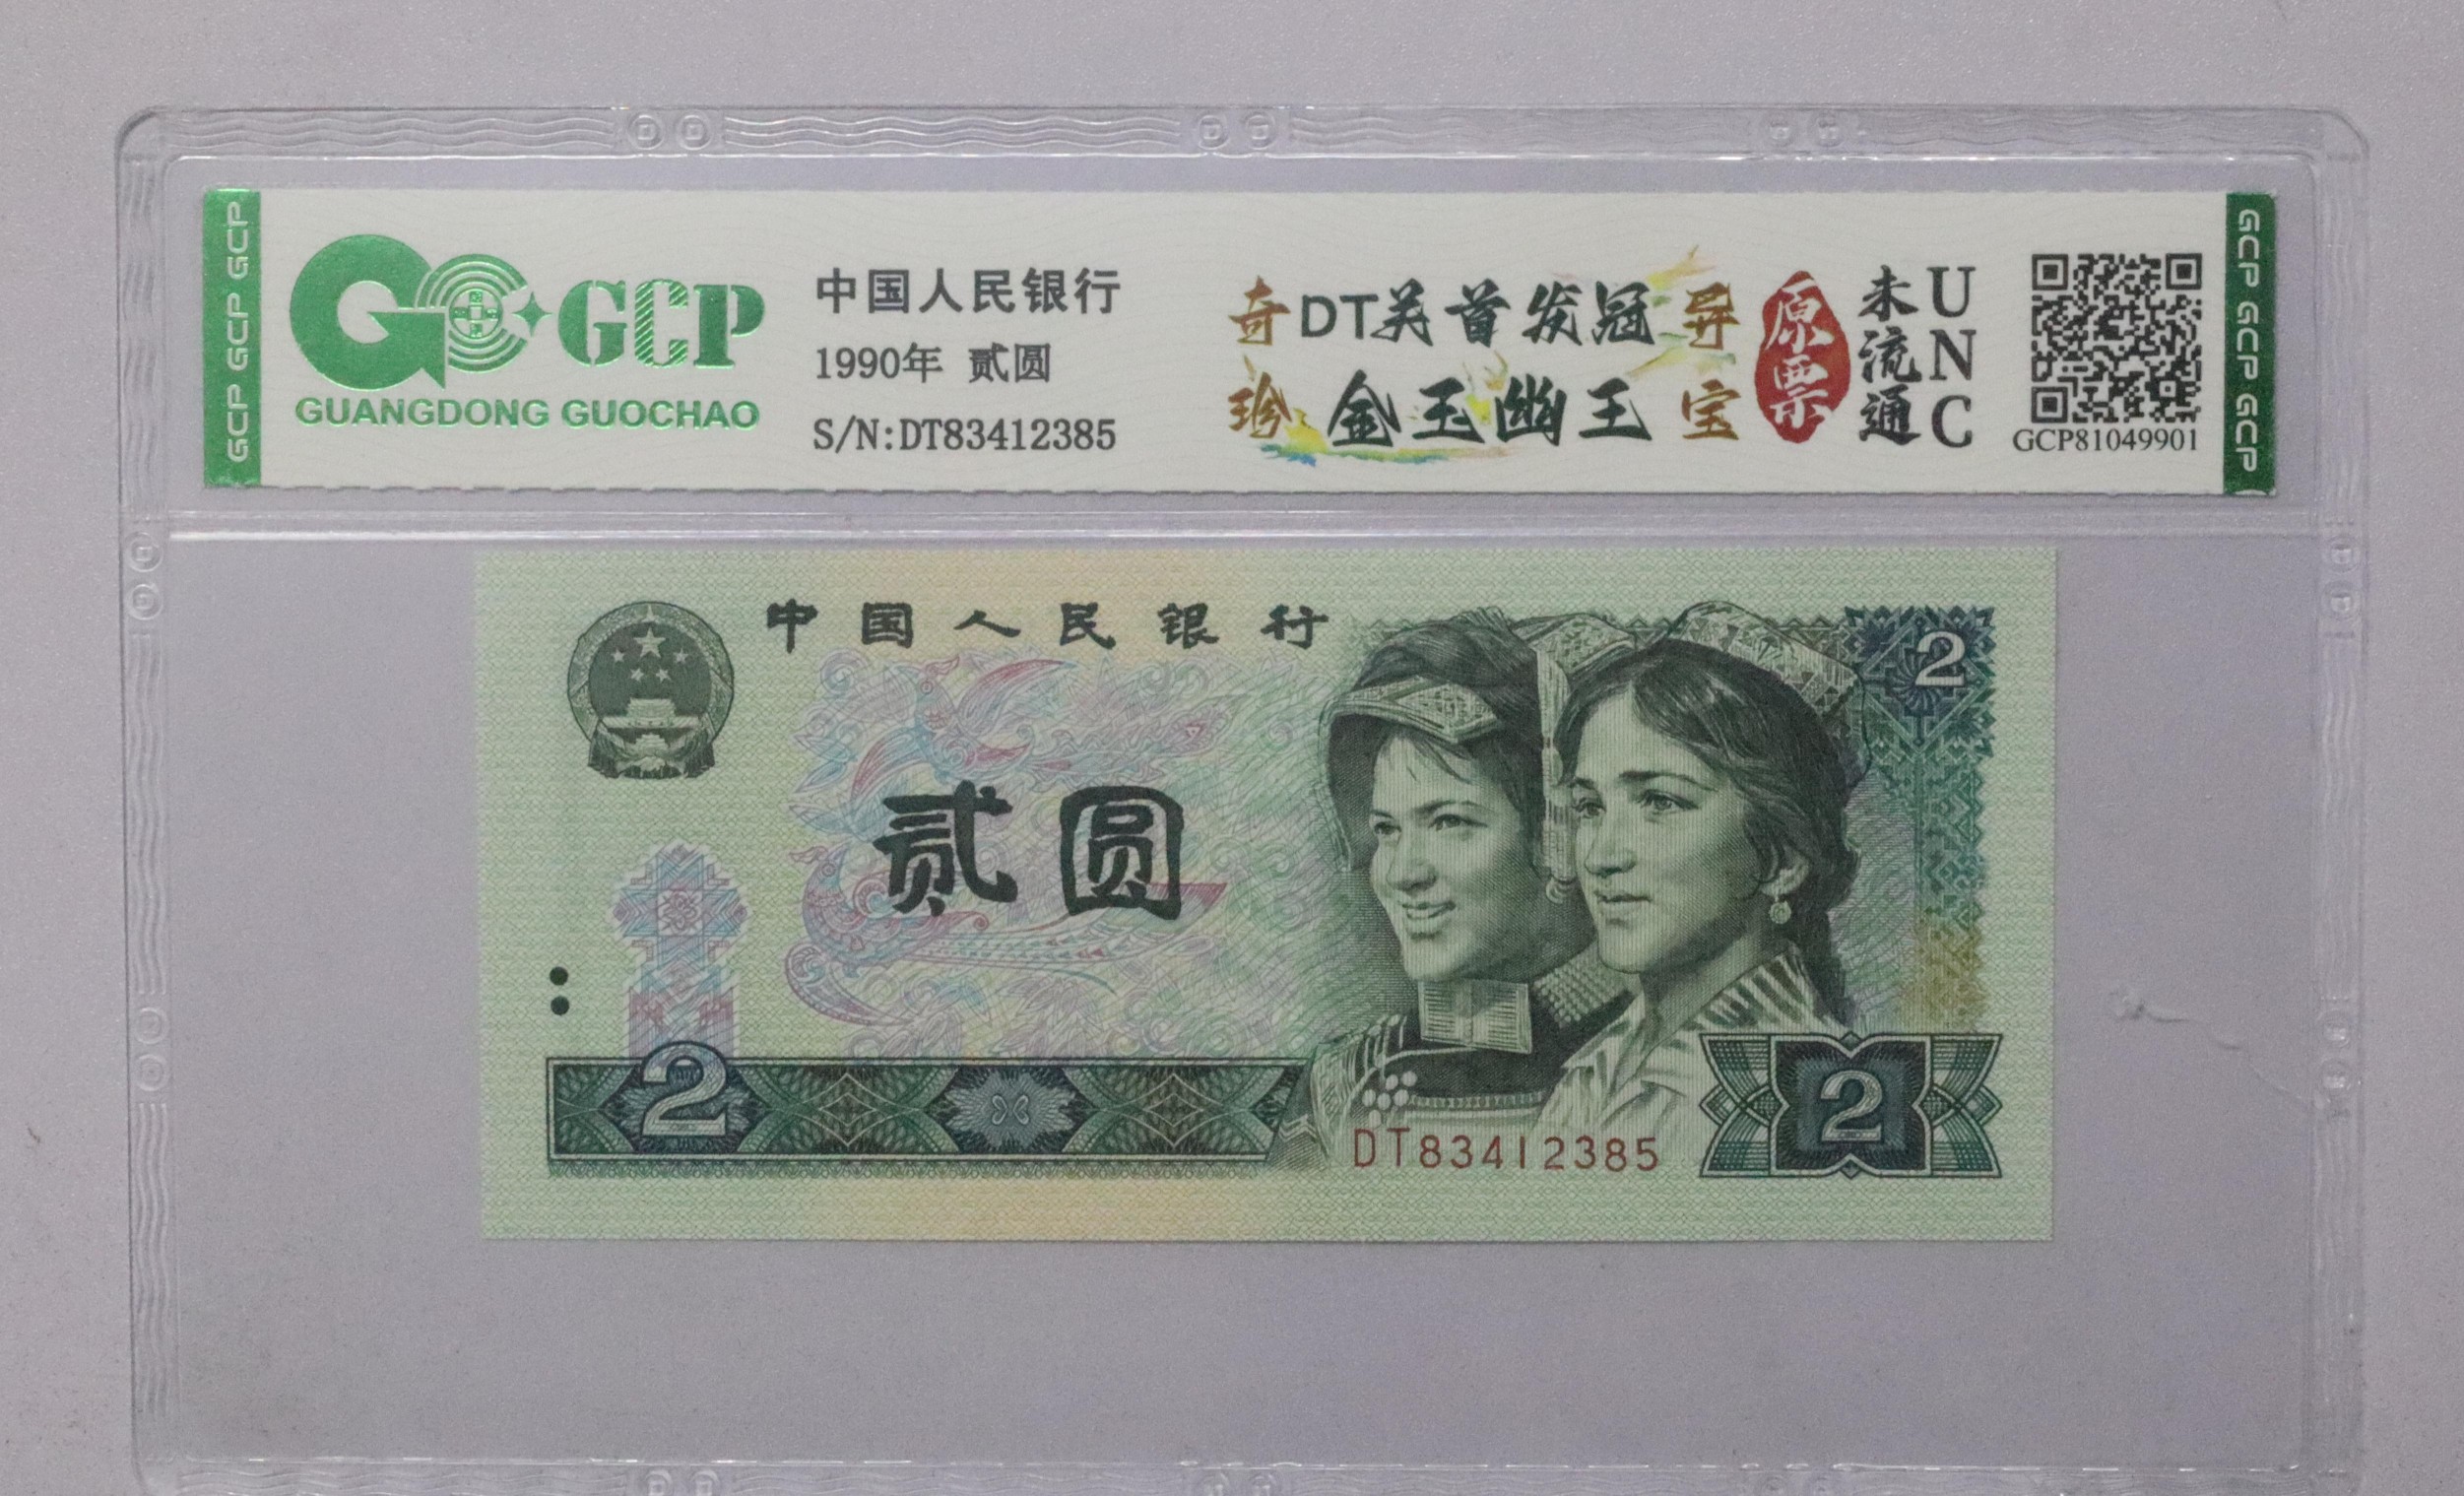 GCP GCP GCP
GCP
GUANGDONG GUOCHAO
中国人民银行
1990年 贰圆
S/N:DT83412385
奇 DT关首发冠 异
珍 金玉幽王 宝
原票
未流通
UNC
GCP81049901
GCP GCP GCP
中国人民银行
2
贰圆
2
DT83412385
2